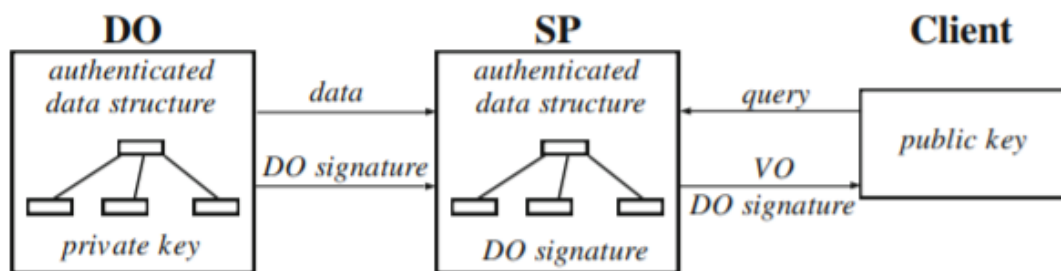 DO
authenticated
data structure
private key
data
DO signature
SP
authenticated
data structure
DO signature
query
VO
DO signature
Client
public key